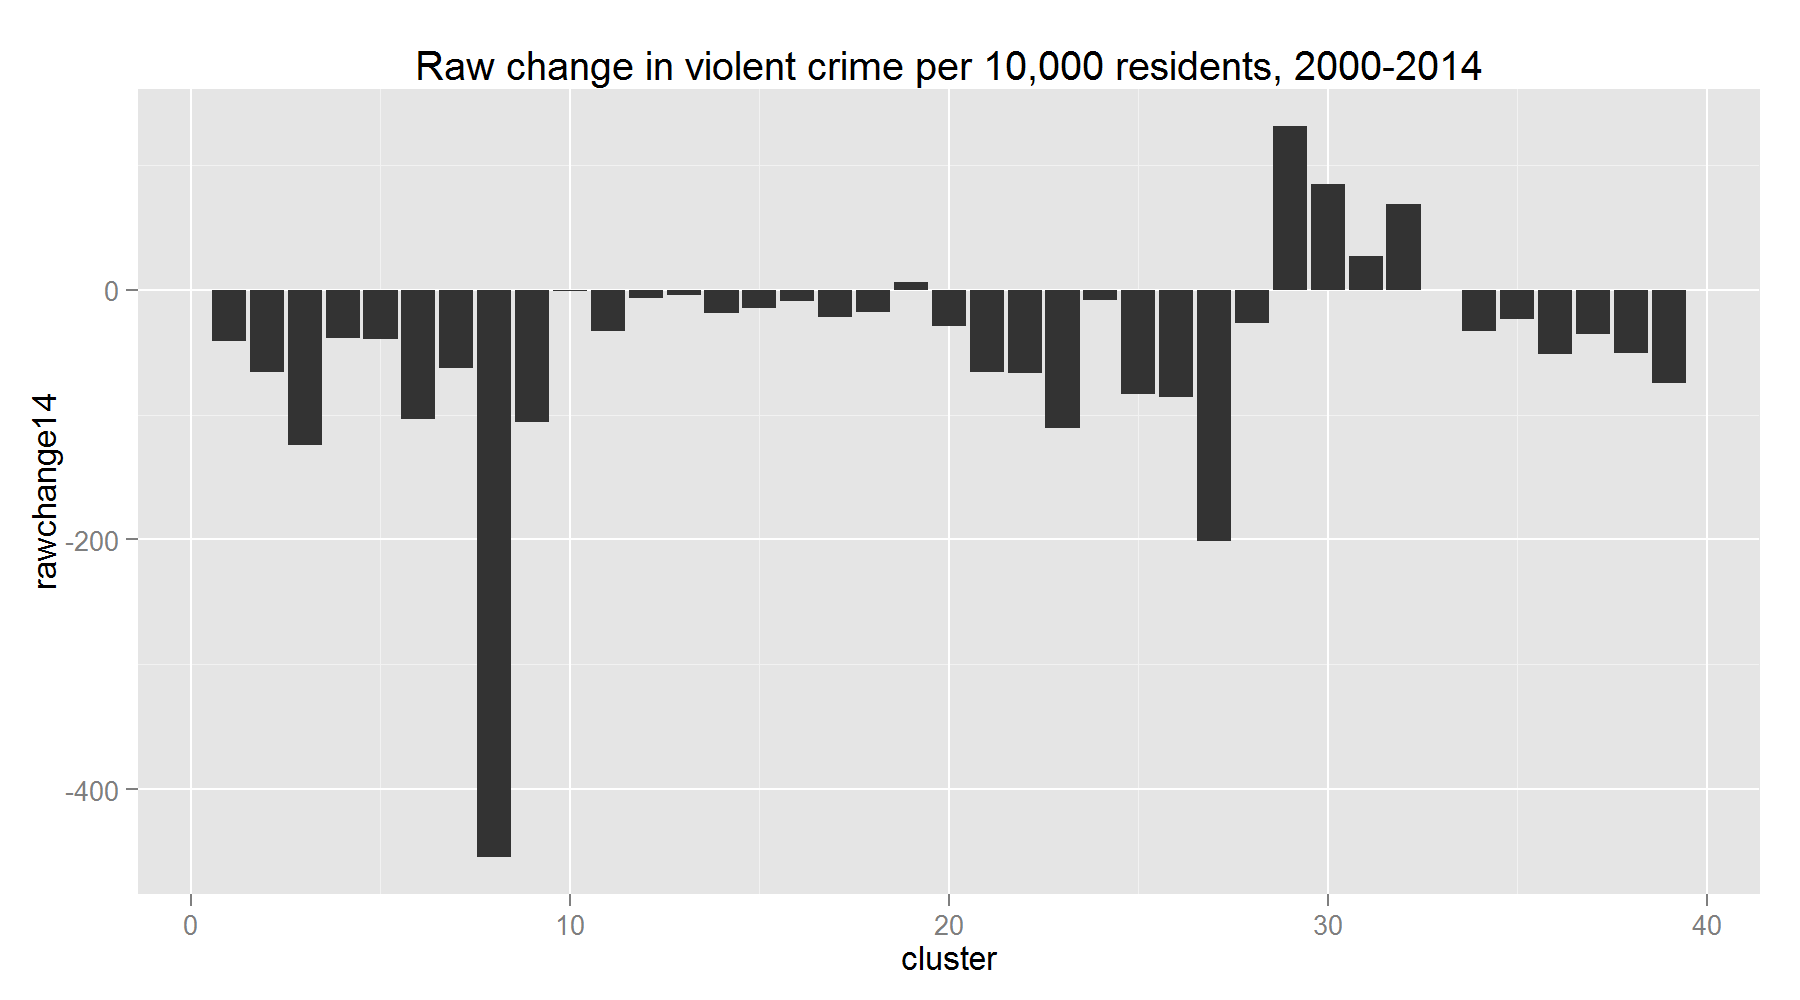 Raw change in violent crime per 10,000 residents, 2000-2014
rawchange14
0
-200
-400
0 10 20 30 40
cluster